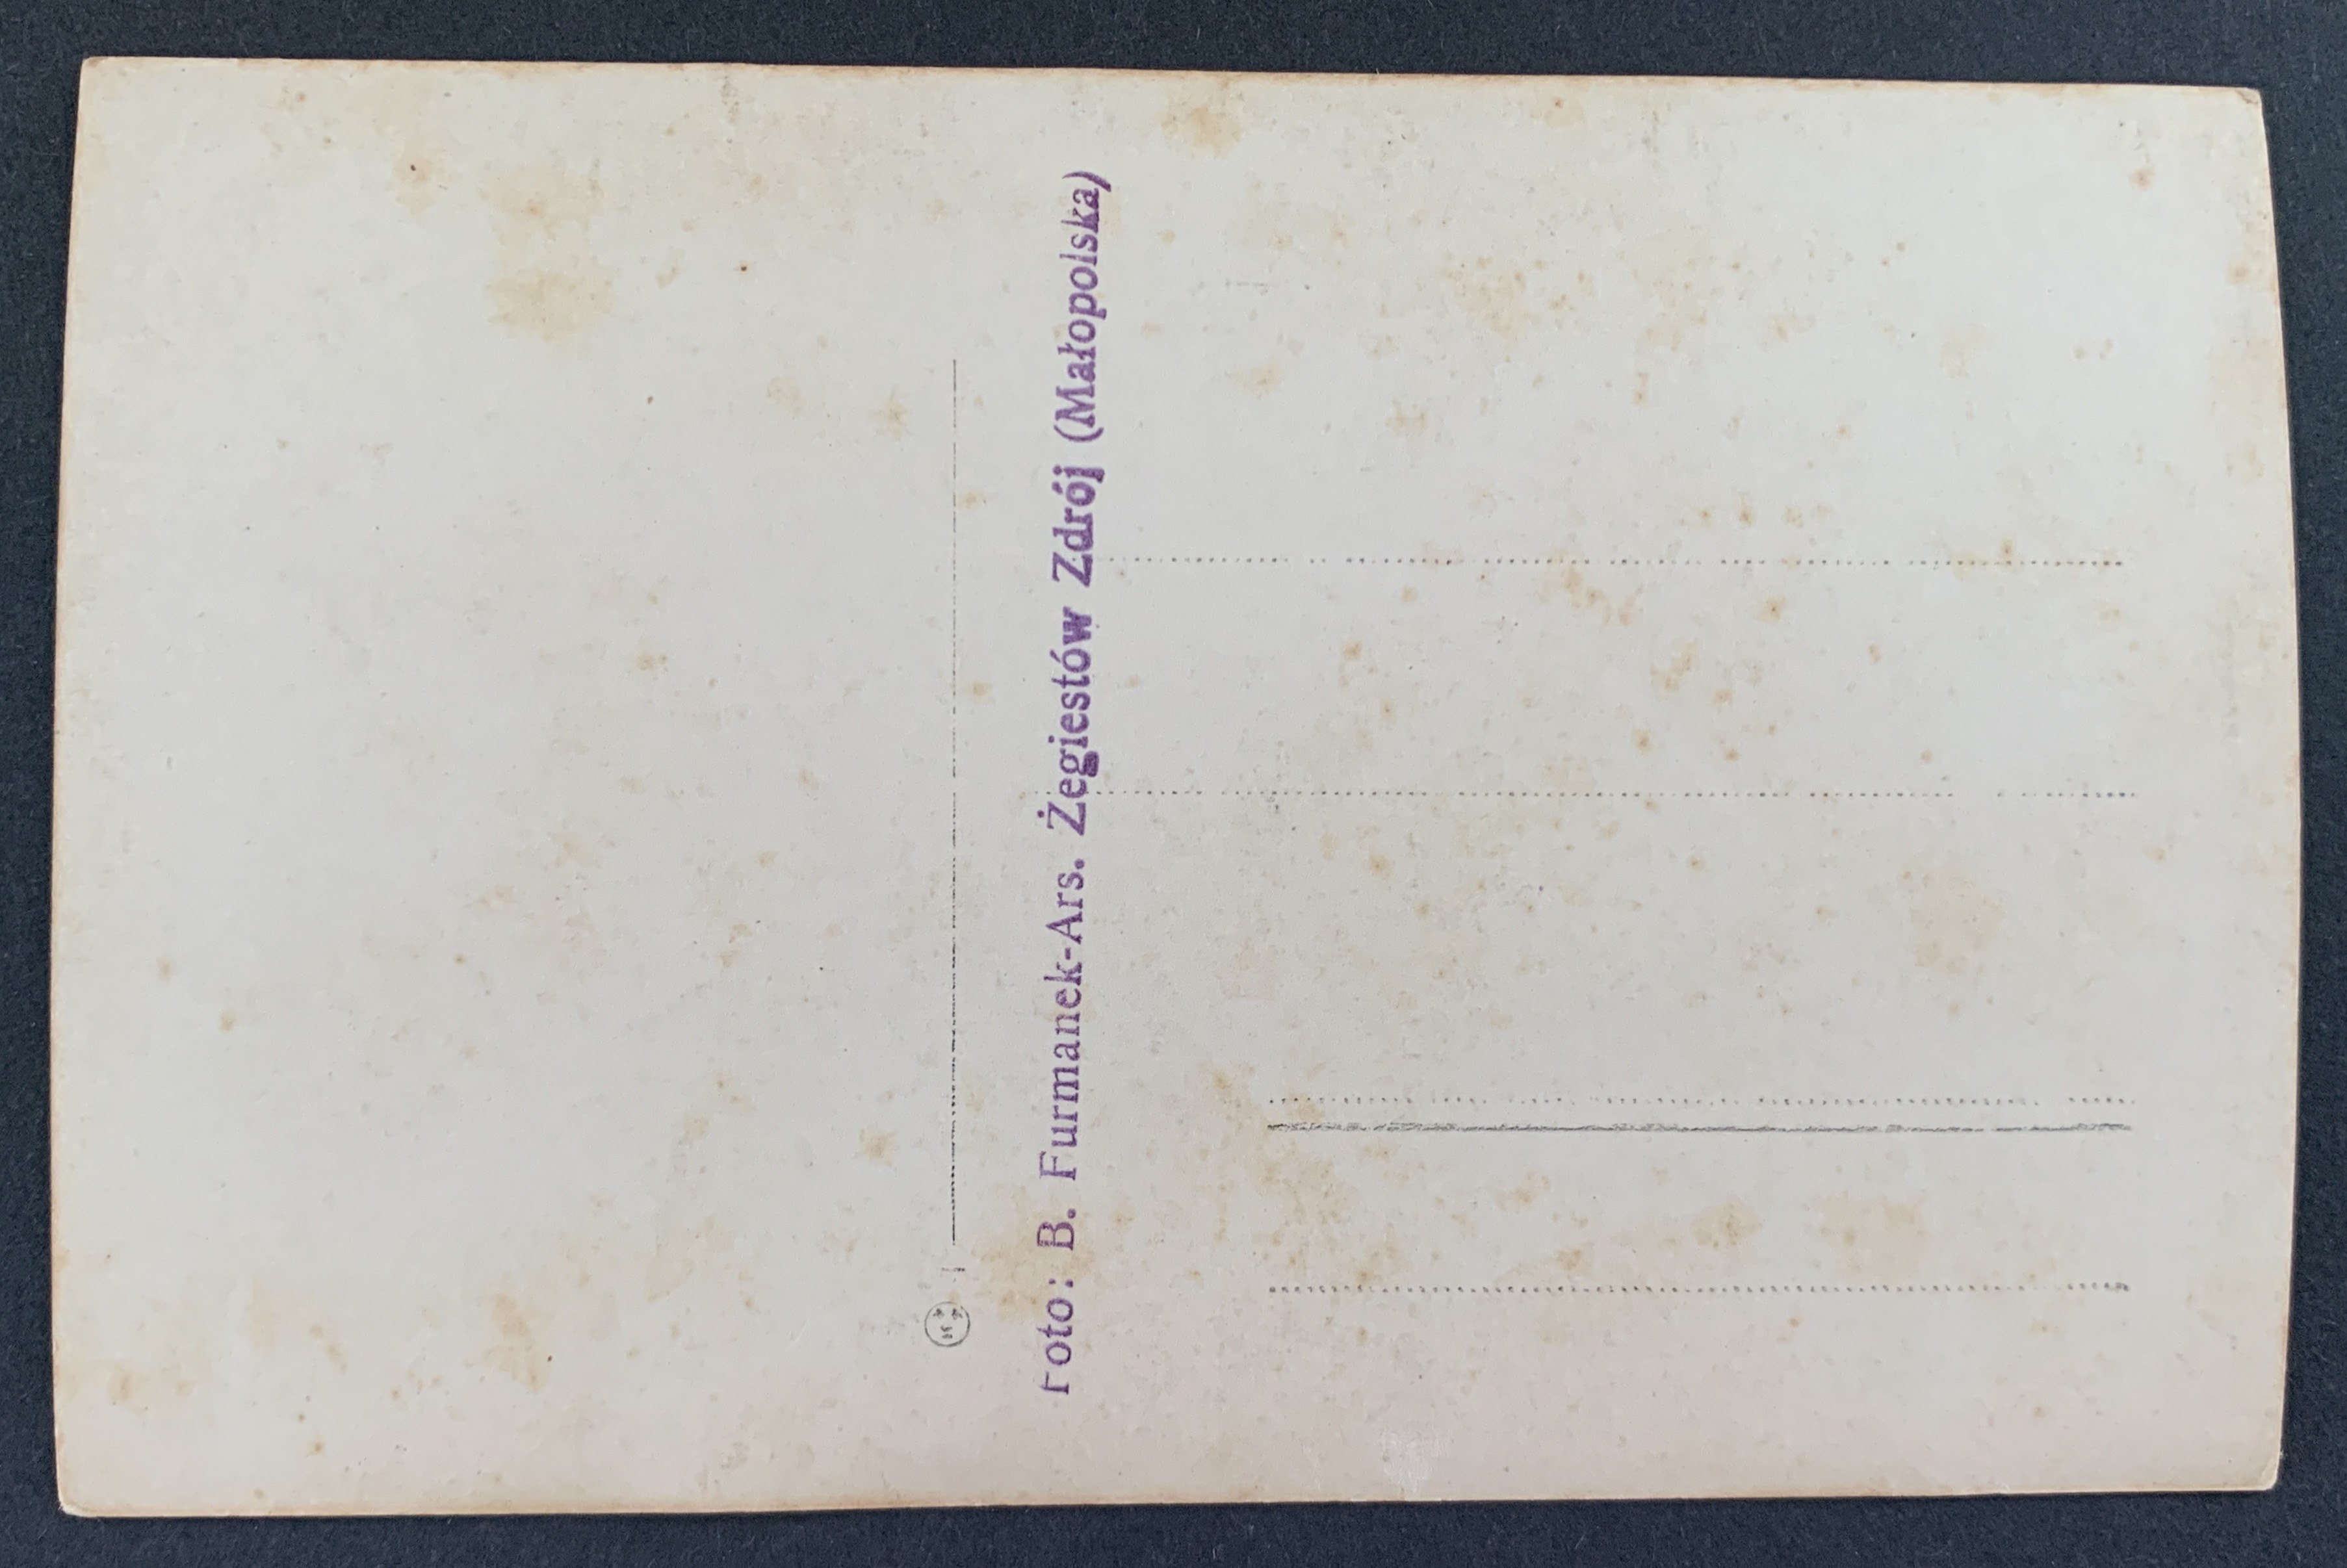 Foto: B. Furmanek-Ars. Żegiestów Zdrój (Małopolska)